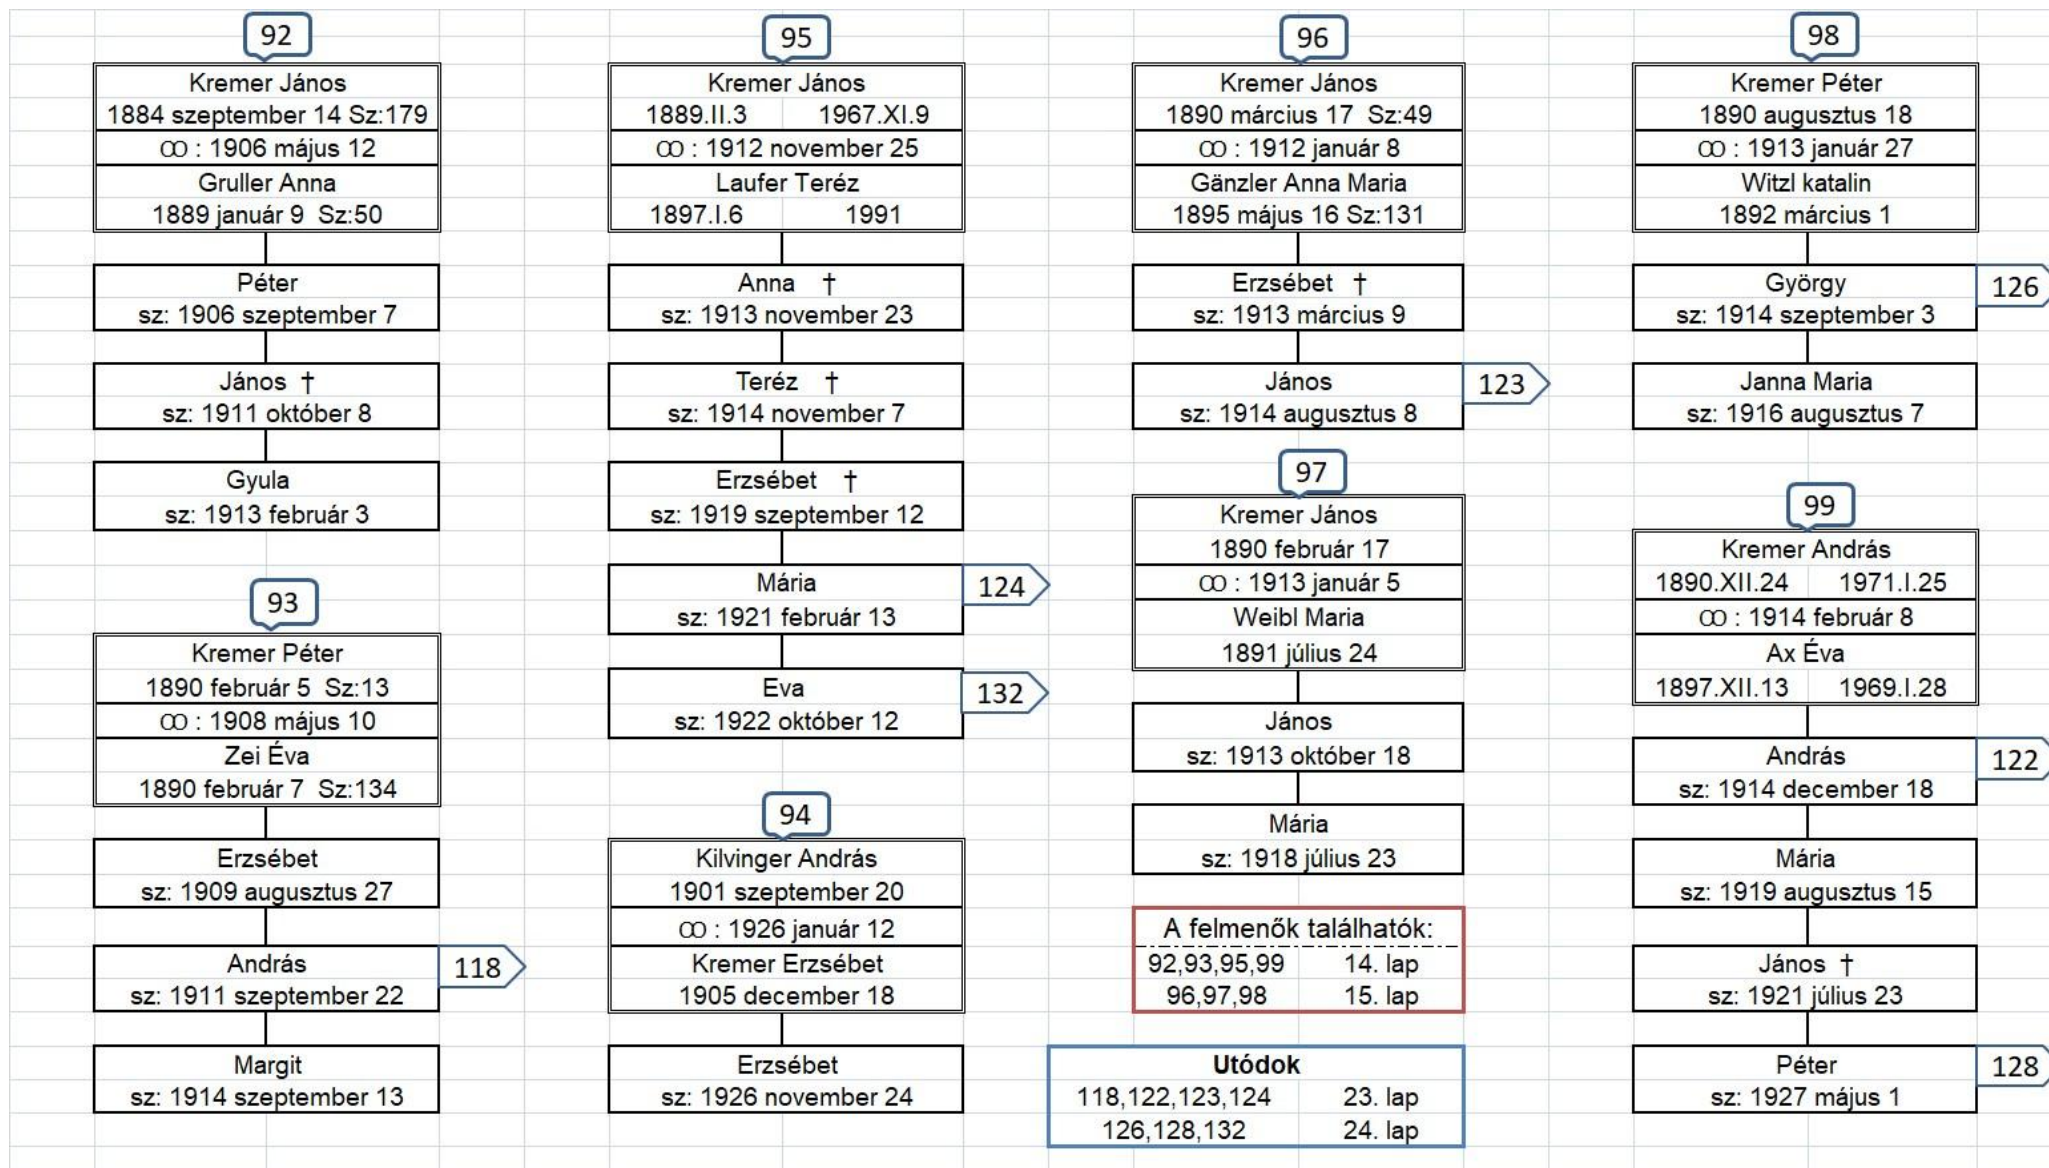 92
Kremer János
1884 szeptember 14 Sz:179
ꝏ : 1906 május 12
Gruller Anna
1889 január 9 Sz:50
Péter
sz: 1906 szeptember 7
János †
sz: 1911 október 8
Gyula
sz: 1913 február 3
93
Kremer Péter
1890 február 5 Sz:13
ꝏ : 1908 május 10
Zei Éva
1890 február 7 Sz:134
Erzsébet
sz: 1909 augusztus 27
András
118
sz: 1911 szeptember 22
Margit
sz: 1914 szeptember 13
95
Kremer János
1889.II.3 1967.XI.9
ꝏ : 1912 november 25
Laufer Teréz
1897.I.6 1991
Anna †
sz: 1913 november 23
Teréz †
sz: 1914 november 7
Erzsébet †
sz: 1919 szeptember 12
Mária
124
sz: 1921 február 13
Eva
132
sz: 1922 október 12
94
Kilvinger András
1901 szeptember 20
ꝏ : 1926 január 12
Kremer Erzsébet
1905 december 18
Erzsébet
sz: 1926 november 24
96
Kremer János
1890 március 17 Sz:49
ꝏ : 1912 január 8
Gänzler Anna Maria
1895 május 16 Sz:131
Erzsébet †
sz: 1913 március 9
János
123
sz: 1914 augusztus 8
97
Kremer János
1890 február 17
ꝏ : 1913 január 5
Weibl Maria
1891 július 24
János
sz: 1913 október 18
Mária
sz: 1918 július 23
A felmenők találhatók:
92,93,95,99 14. lap
96,97,98 15. lap
Utódok
118,122,123,124 23. lap
126,128,132 24. lap
98
Kremer Péter
1890 augusztus 18
ꝏ : 1913 január 27
Witzl katalin
1892 március 1
György
126
sz: 1914 szeptember 3
Janna Maria
sz: 1916 augusztus 7
99
Kremer András
1890.XII.24 1971.I.25
ꝏ : 1914 február 8
Ax Éva
1897.XII.13 1969.I.28
András
122
sz: 1914 december 18
Mária
sz: 1919 augusztus 15
János †
sz: 1921 július 23
Péter
128
sz: 1927 május 1